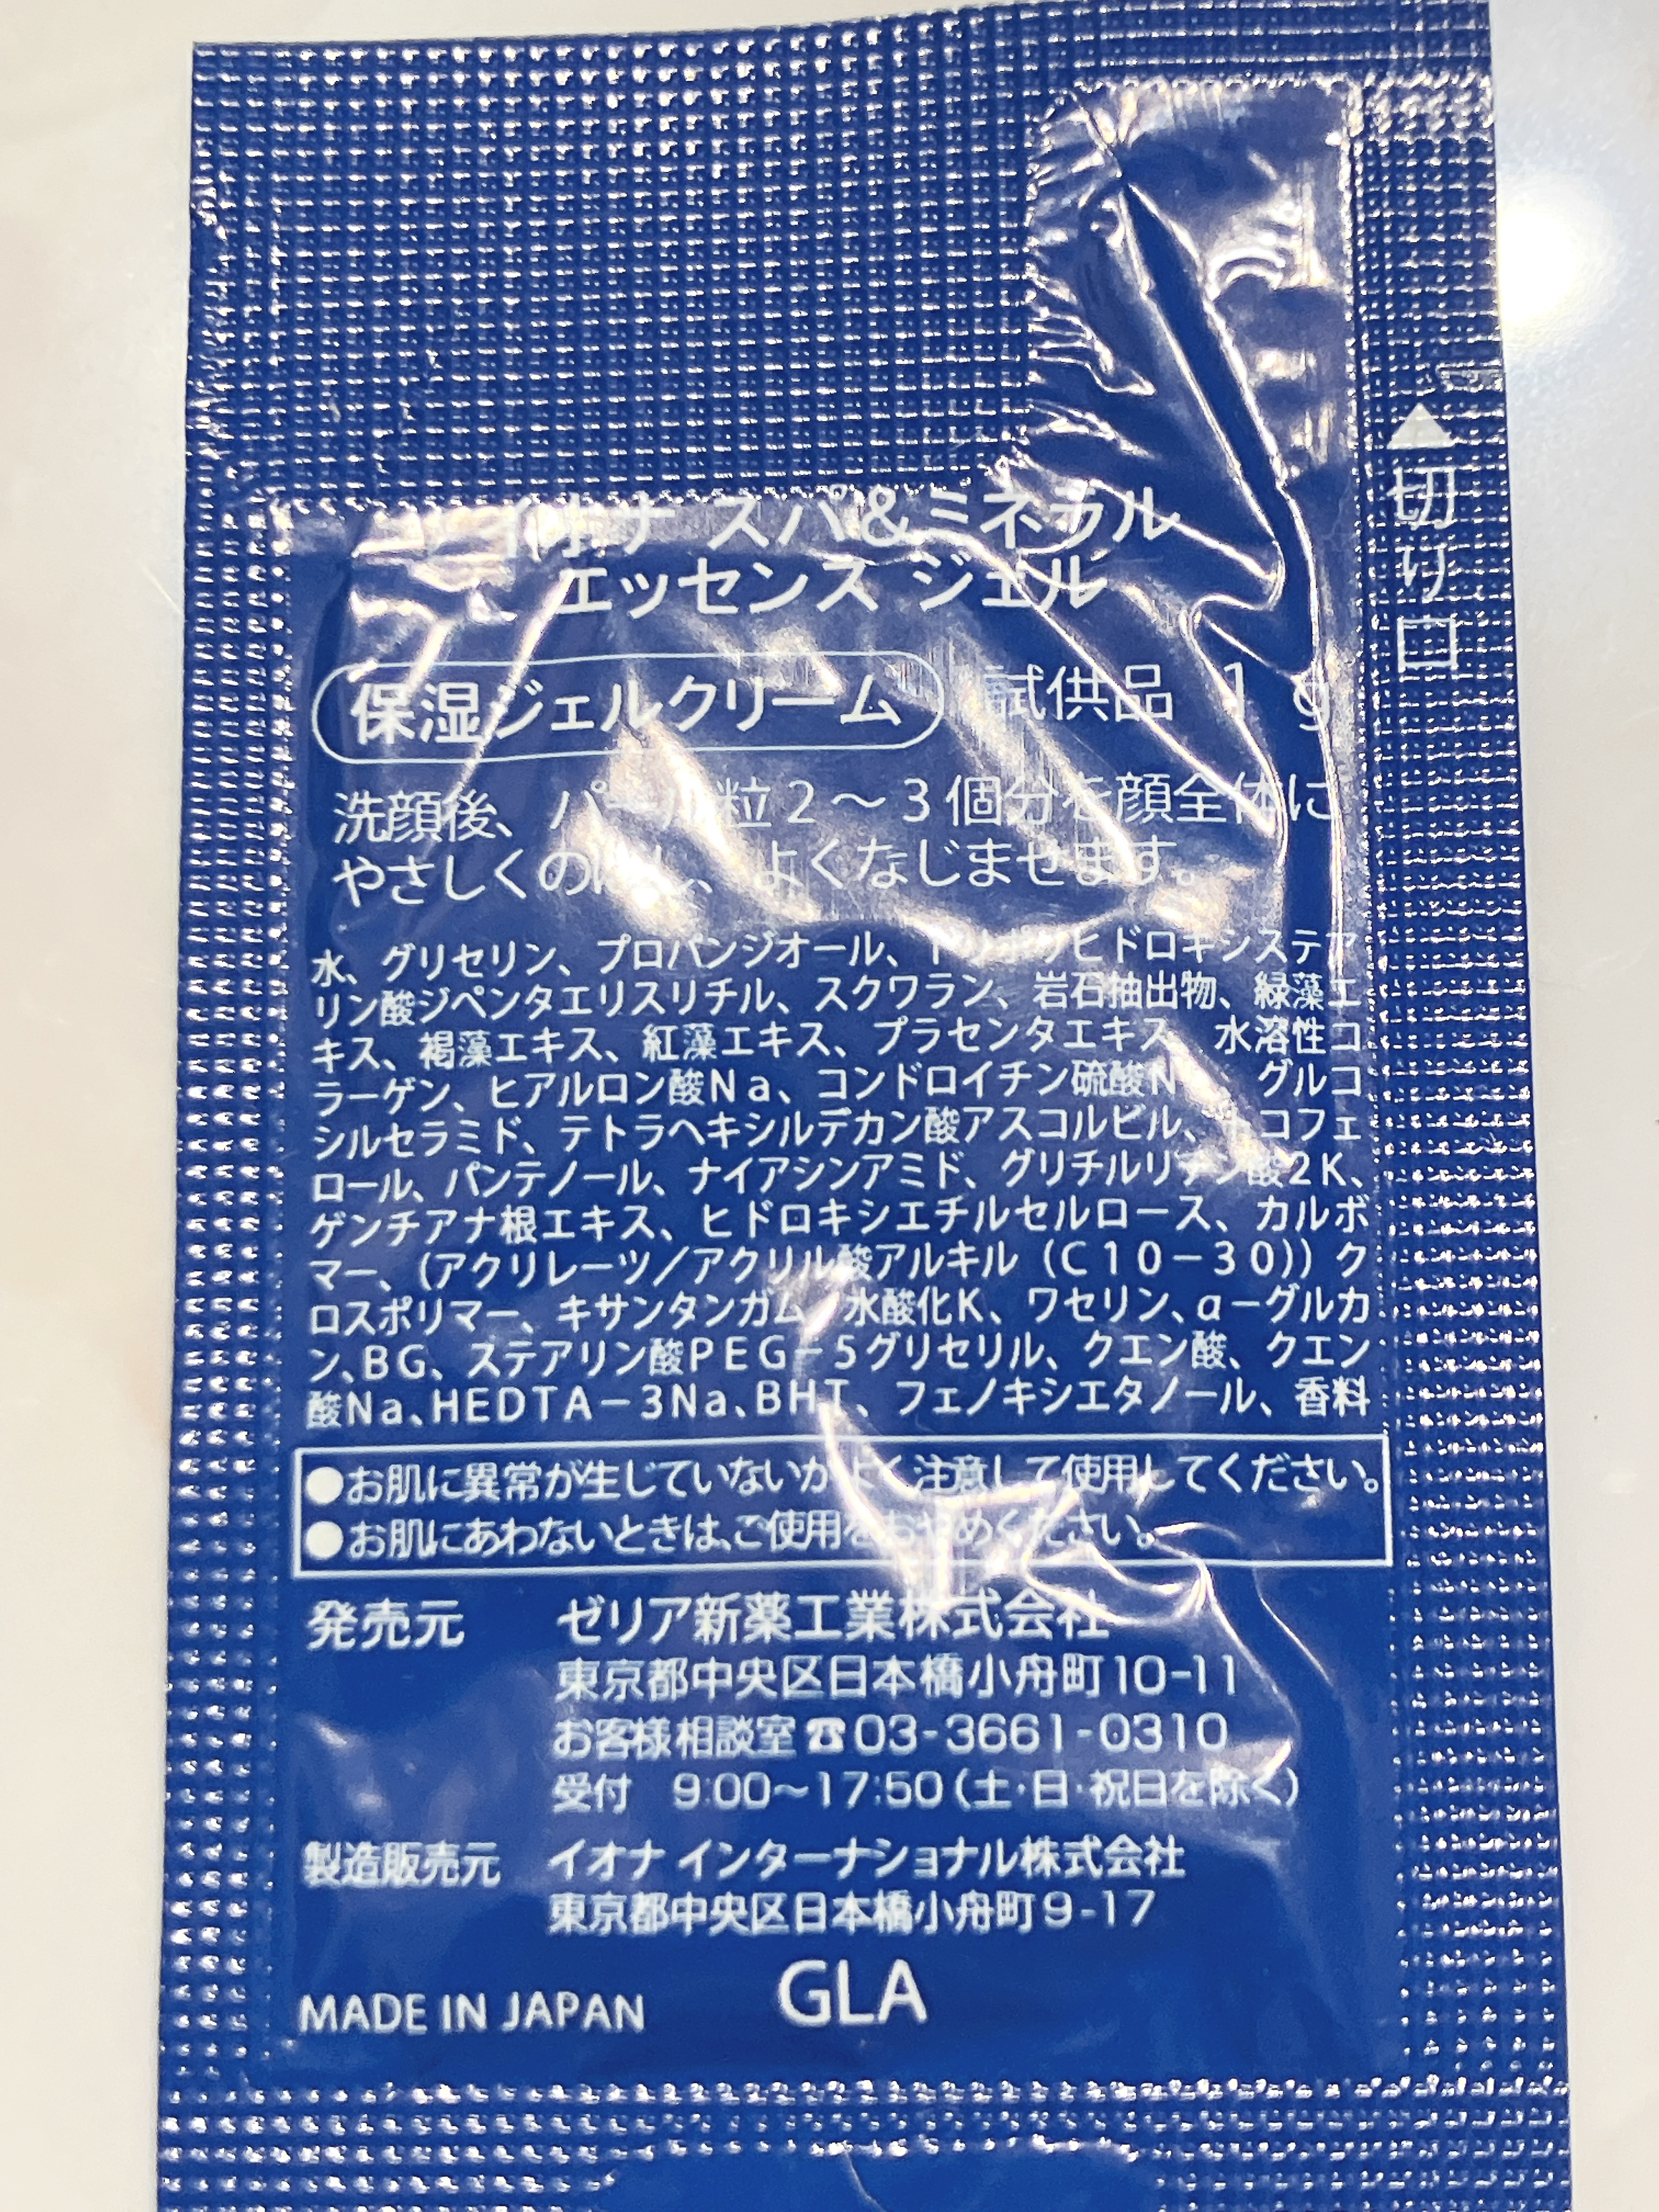 イオナ スパ&ミネラル
エッセンス ジェル
保湿ジェルクリーム 試供品 1g
▲切り口
洗顔後、パール粒2〜3個分を顔全体に
やさしくのばし、よくなじませます。
水、グリセリン、プロパンジオール、トリポリヒドロキシステア
リン酸ジペンタエリスリチル、スクワラン、岩石抽出物、緑藻エ
キス、褐藻エキス、紅藻エキス、プラセンタエキス、水溶性コ
ラーゲン、ヒアルロン酸Na、コンドロイチン硫酸Na、グルコ
シルセラミド、テトラヘキシルデカン酸アスコルビル、トコフェ
ロール、パンテノール、ナイアシンアミド、グリチルリチン酸2K、
ゲンチアナ根エキス、ヒドロキシエチルセルロース、カルボ
マー、(アクリレーツ/アクリル酸アルキル(C10-30))ク
ロスポリマー、キサンタンガム、水酸化K、ワセリン、α-グルカ
ン、BG、ステアリン酸PEG-5グリセリル、クエン酸、クエン
酸Na、HEDTA-3Na、BHT、フェノキシエタノール、香料
●お肌に異常が生じていないかよく注意して使用してください。
●お肌にあわないときは、ご使用をおやめください。
発売元 ゼリア新薬工業株式会社
東京都中央区日本橋小舟町10-11
お客様相談室☎03-3661-0310
受付 9:00〜17:50(土・日・祝日を除く)
製造販売元 イオナ インターナショナル株式会社
東京都中央区日本橋小舟町9-17
MADE IN JAPAN GLA